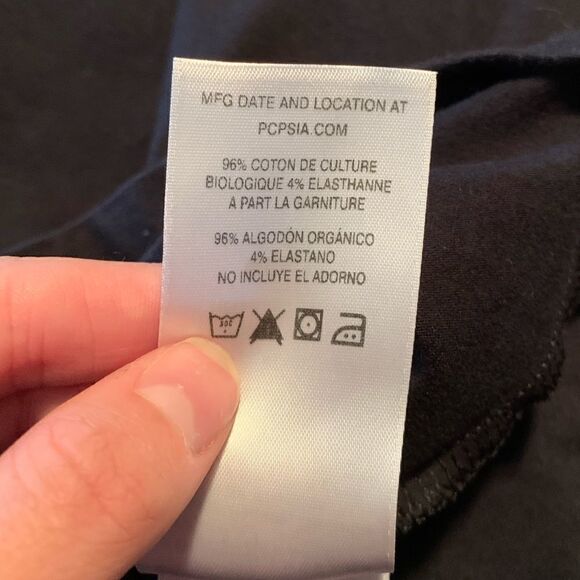 MFG DATE AND LOCATION AT
PCPSIA.COM
96% COTON DE CULTURE
BIOLOGIQUE 4% ELASTHANNE
A PART LA GARNITURE
96% ALGODÓN ORGÁNICO
4% ELASTANO
NO INCLUYE EL ADORNO
30C